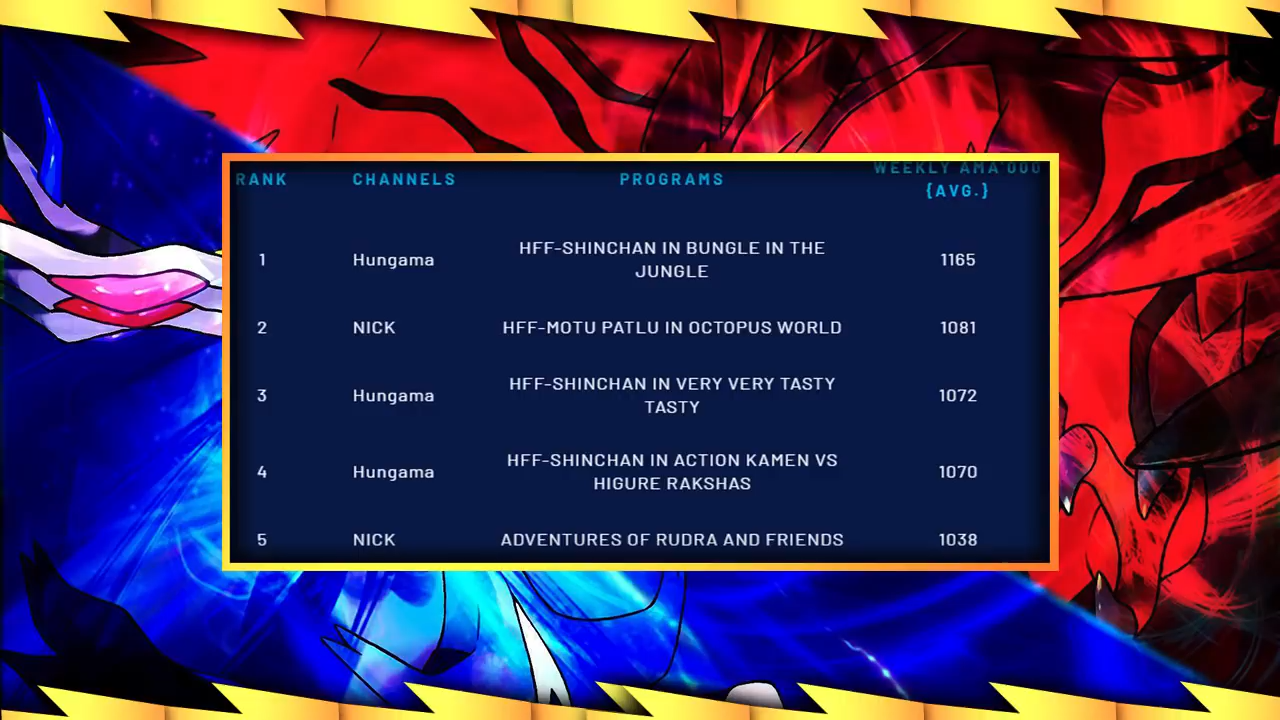 RANK CHANNELS PROGRAMS WEEKLY AMA'000
{AVG.}
1 Hungama HFF-SHINCHAN IN BUNGLE IN THE
JUNGLE 1165
2 NICK HFF-MOTU PATLU IN OCTOPUS WORLD 1081
3 Hungama HFF-SHINCHAN IN VERY VERY TASTY
TASTY 1072
4 Hungama HFF-SHINCHAN IN ACTION KAMEN VS
HIGURE RAKSHAS 1070
5 NICK ADVENTURES OF RUDRA AND FRIENDS 1038